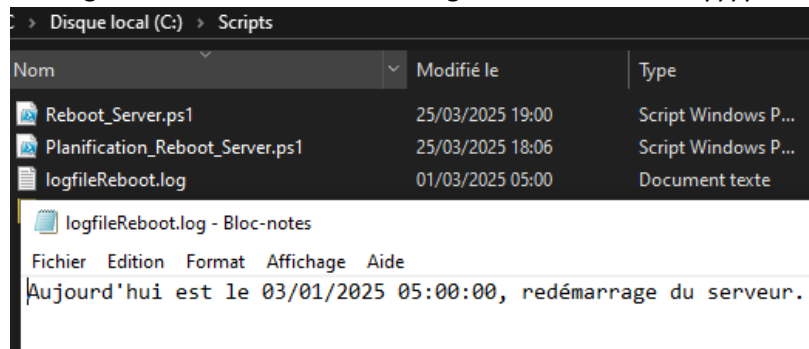 > Disque local (C:) > Scripts
Nom Modifié le Type
Reboot_Server.ps1 25/03/2025 19:00 Script Windows P...
Planification_Reboot_Server.ps1 25/03/2025 18:06 Script Windows P...
logfileReboot.log 01/03/2025 05:00 Document texte
logfileReboot.log - Bloc-notes
Fichier Edition Format Affichage Aide
Aujourd'hui est le 03/01/2025 05:00:00, redémarrage du serveur.